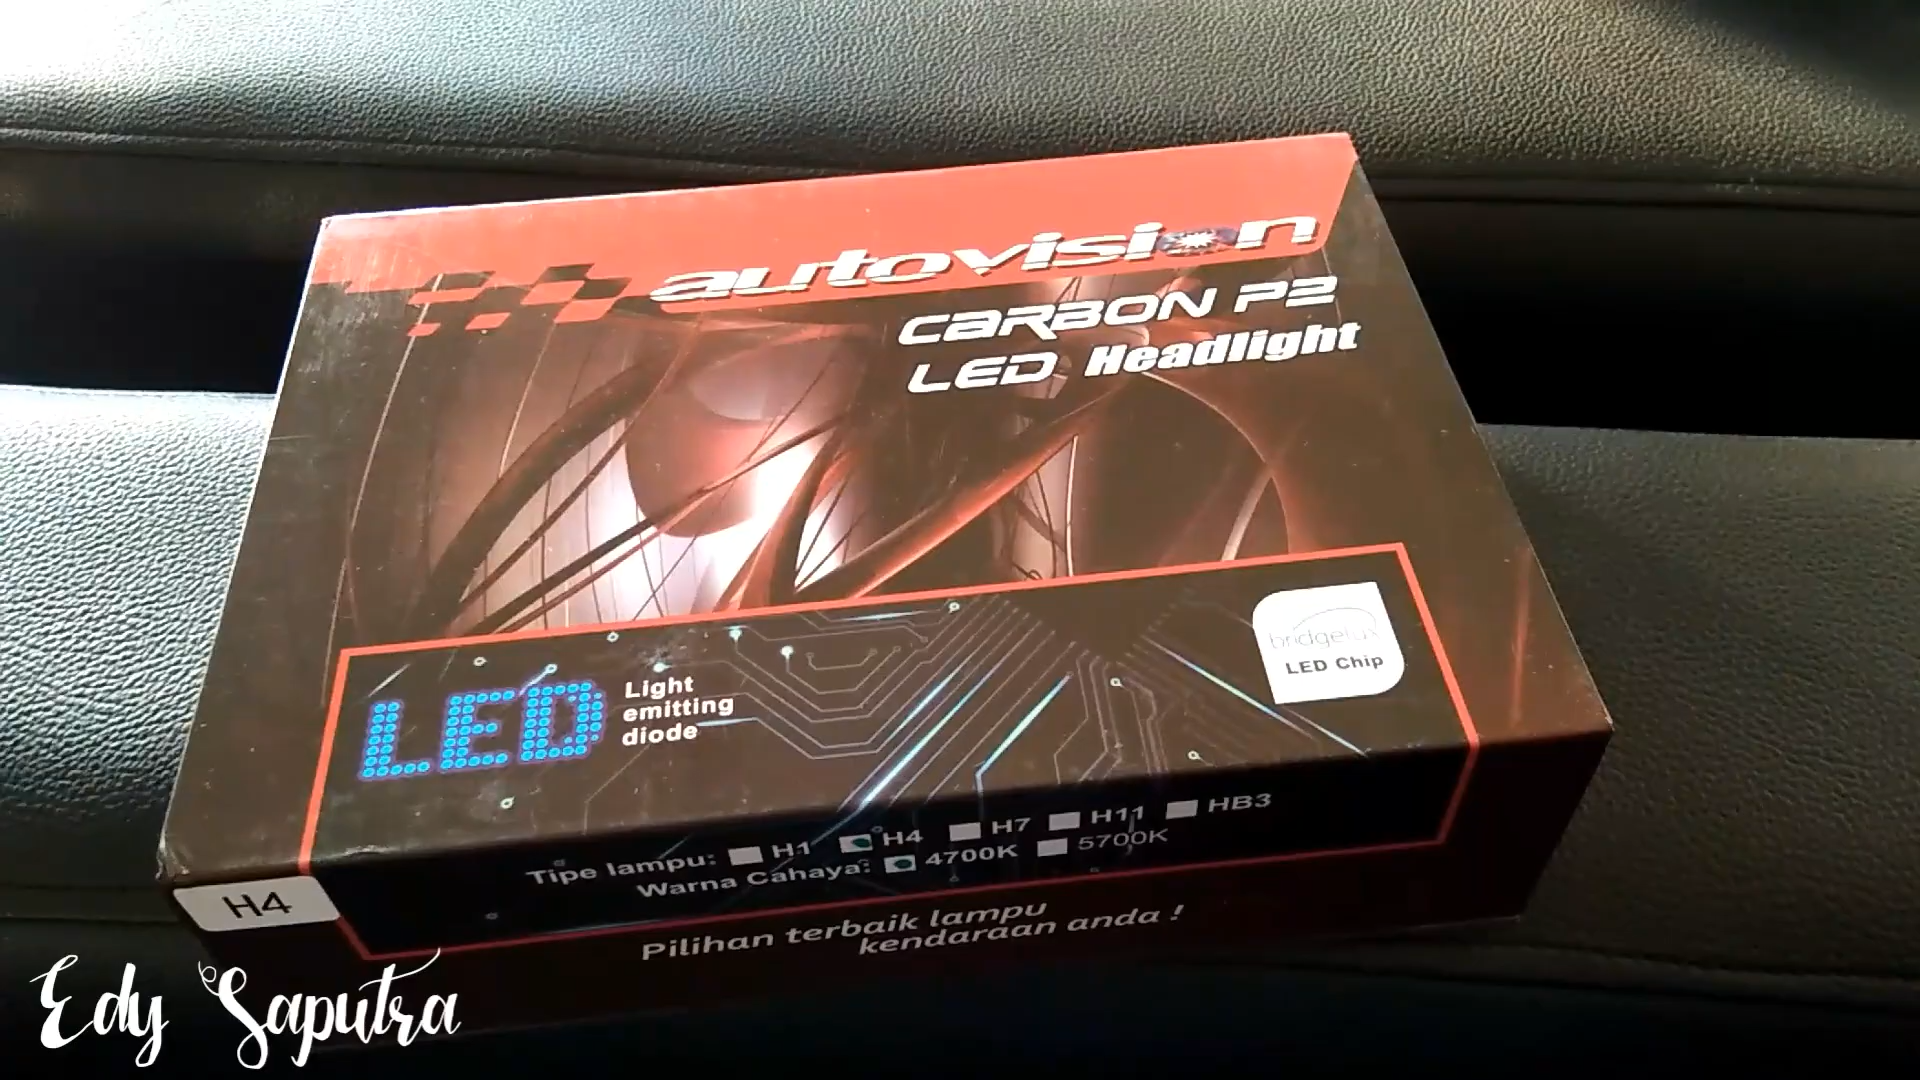 autovision
CARBON P2
LED Headlight
LED
Light
emitting
diode
bridgelux
LED Chip
Tipe lampu: H1 H4 H7 H11 HB3
Warna Cahaya: 4700K 5700K
H4
Pilihan terbaik lampu
kendaraan anda !
Edy Saputra